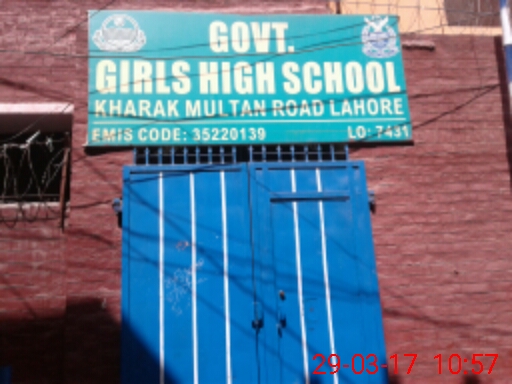 GOVT.
GIRLS HIGH SCHOOL
KHARAK MULTAN ROAD LAHORE
EMIS CODE: 35220139 LO: 7431
29-03-17 10:57